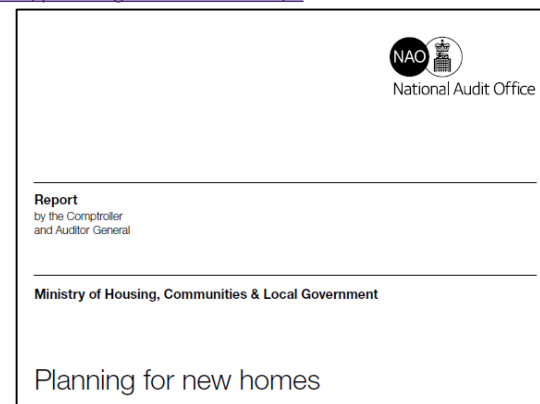 NAO
National Audit Office
Report
by the Comptroller
and Auditor General
Ministry of Housing, Communities & Local Government
Planning for new homes